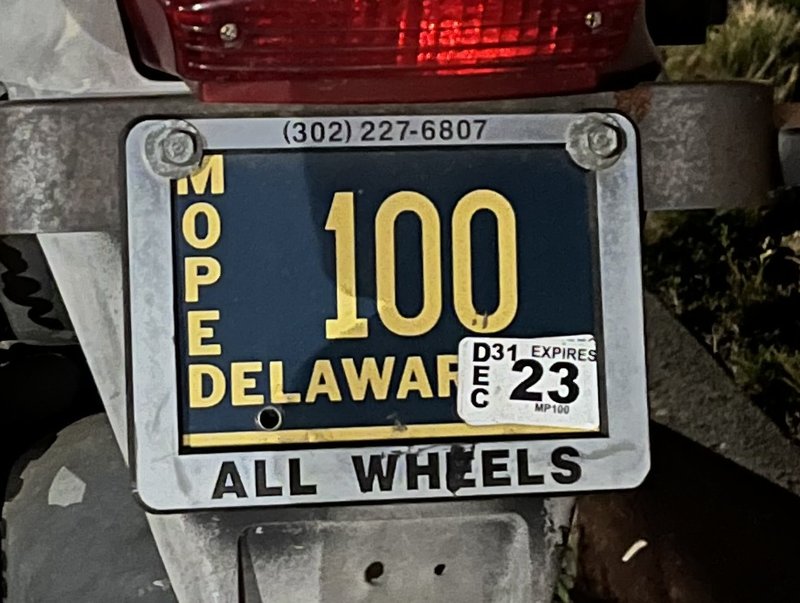 (302) 227-6807
MOPED
100
DELAWAR
D31 EXPIRES
DEC
23
MP100
ALL WHEELS